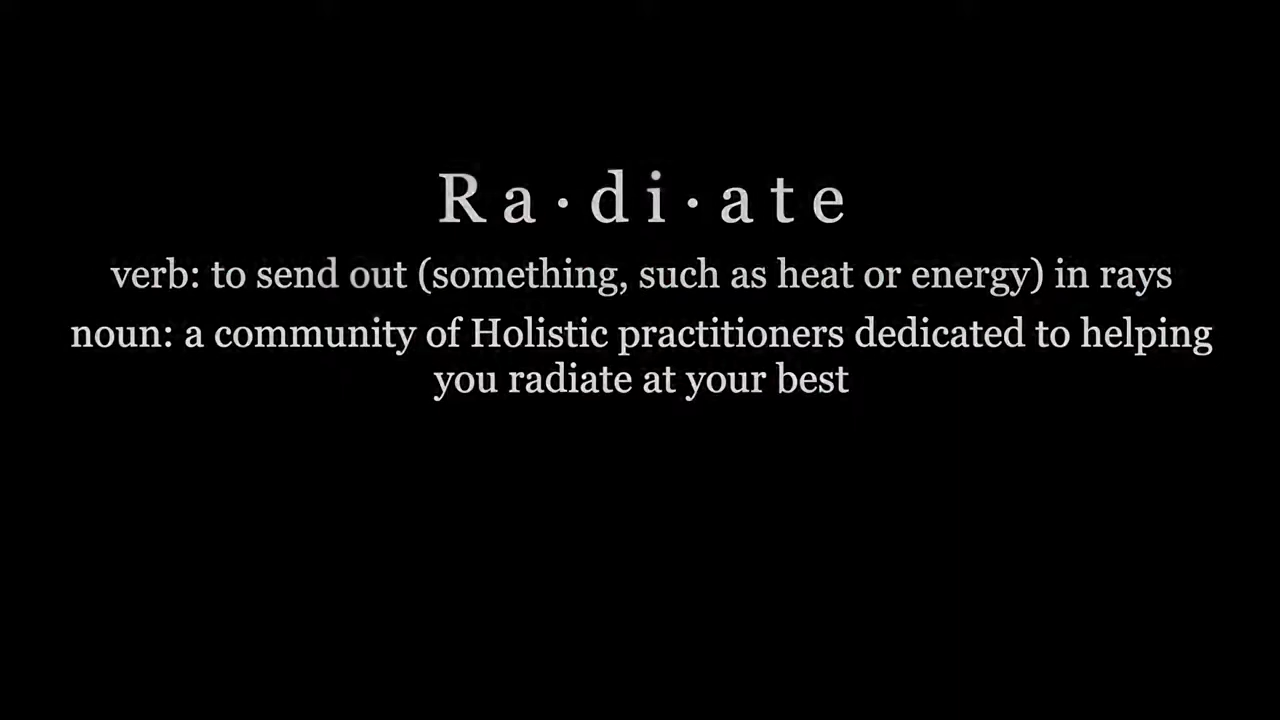 Ra·di·ate
verb: to send out (something, such as heat or energy) in rays
noun: a community of Holistic practitioners dedicated to helping
you radiate at your best